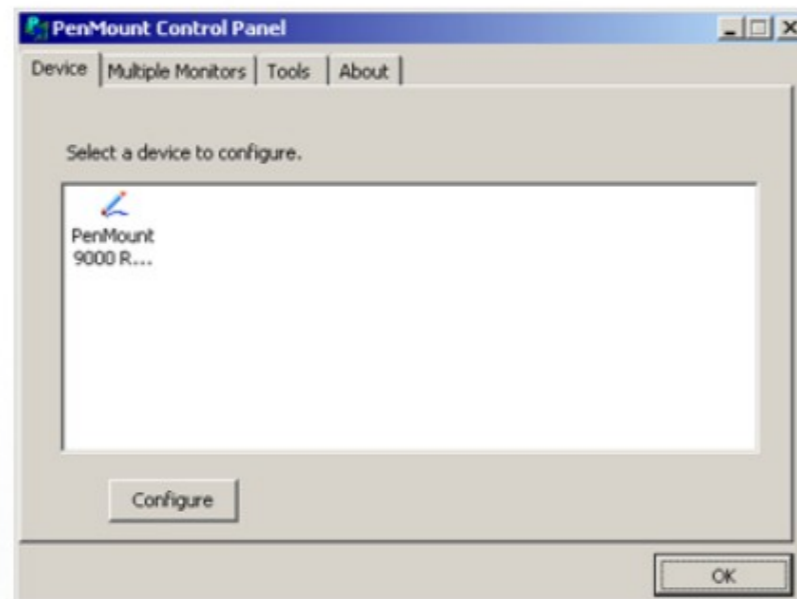 PenMount Control Panel
Device Multiple Monitors Tools About
Select a device to configure.
PenMount
9000 R...
Configure
OK